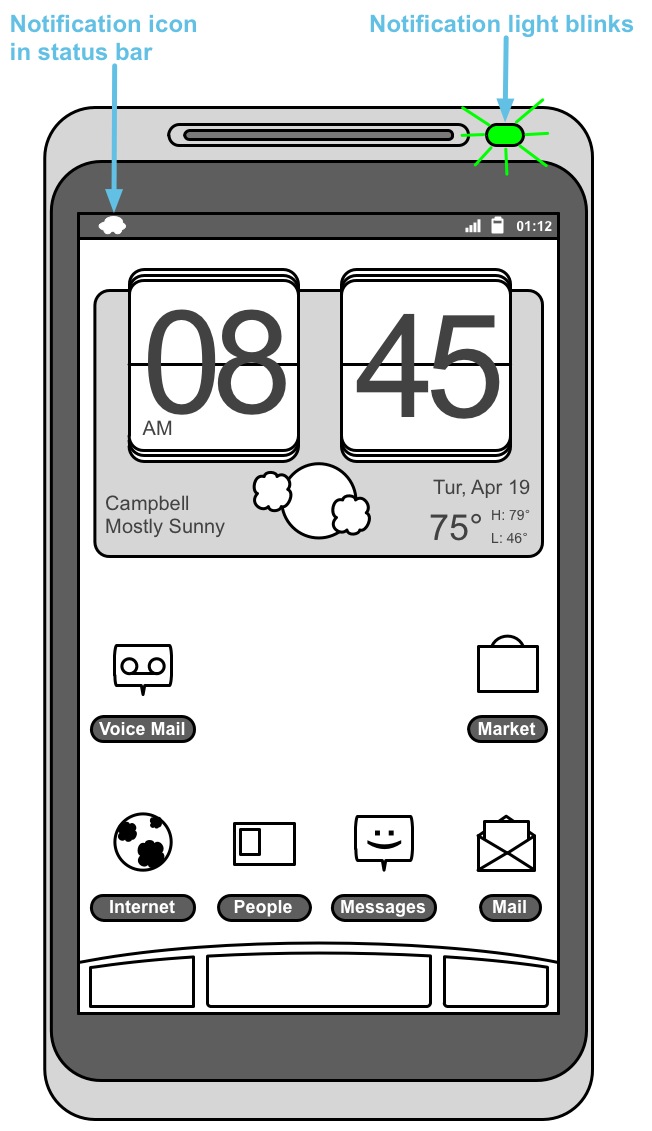 Notification icon
in status bar
Notification light blinks
01:12
08
45
AM
Campbell
Mostly Sunny
Tur, Apr 19
75° H: 79°
L: 46°
Voice Mail
Market
Internet
People
Messages
Mail